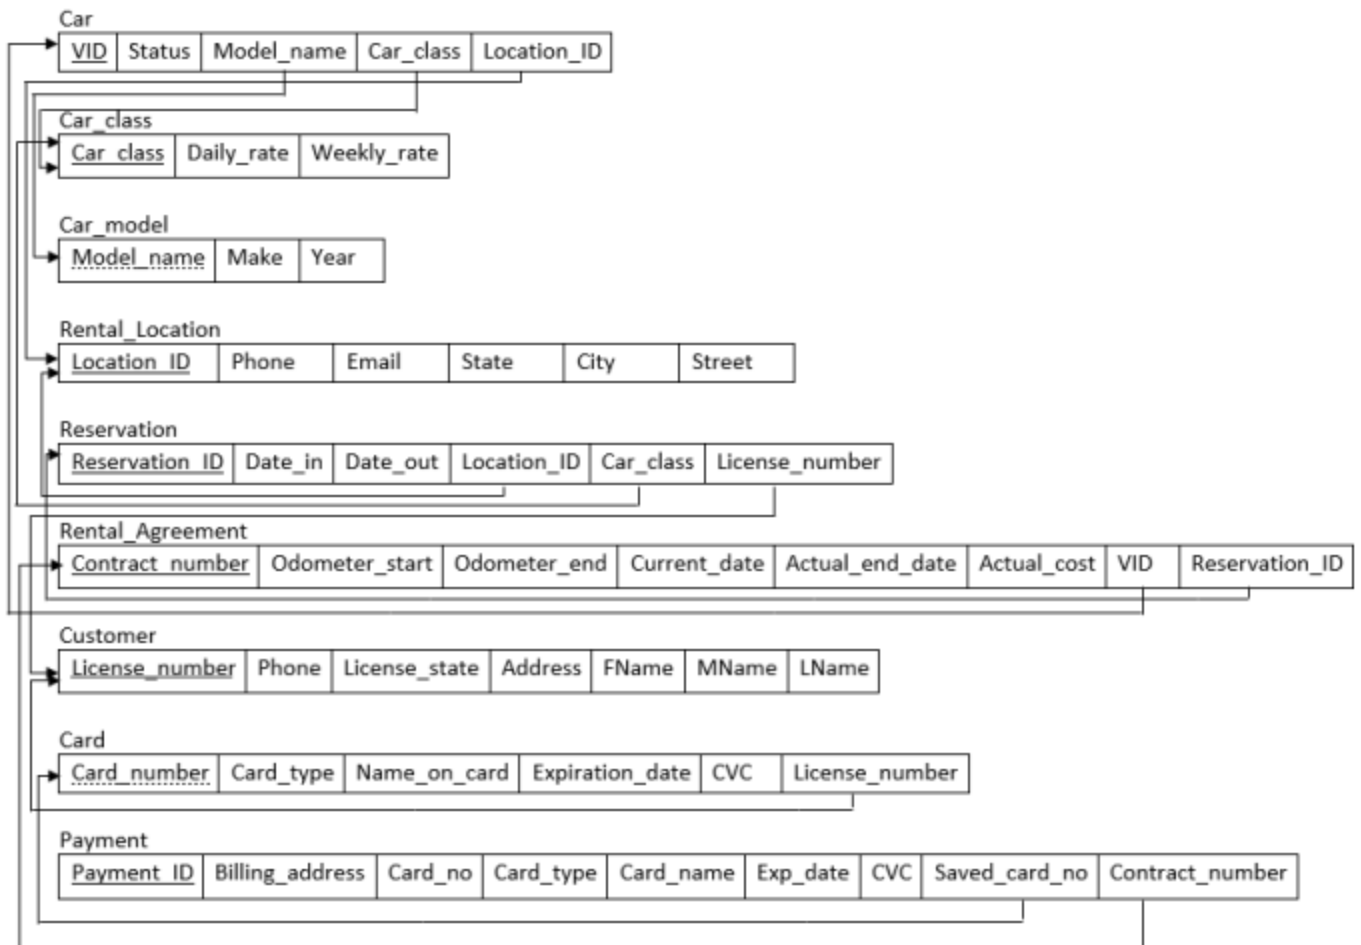 Car
VID Status Model_name Car_class Location_ID
Car_class
Car_class Daily_rate Weekly_rate
Car_model
Model_name Make Year
Rental_Location
Location_ID Phone Email State City Street
Reservation
Reservation_ID Date_in Date_out Location_ID Car_class License_number
Rental_Agreement
Contract_number Odometer_start Odometer_end Current_date Actual_end_date Actual_cost VID Reservation_ID
Customer
License_number Phone License_state Address FName MName LName
Card
Card_number Card_type Name_on_card Expiration_date CVC License_number
Payment
Payment_ID Billing_address Card_no Card_type Card_name Exp_date CVC Saved_card_no Contract_number